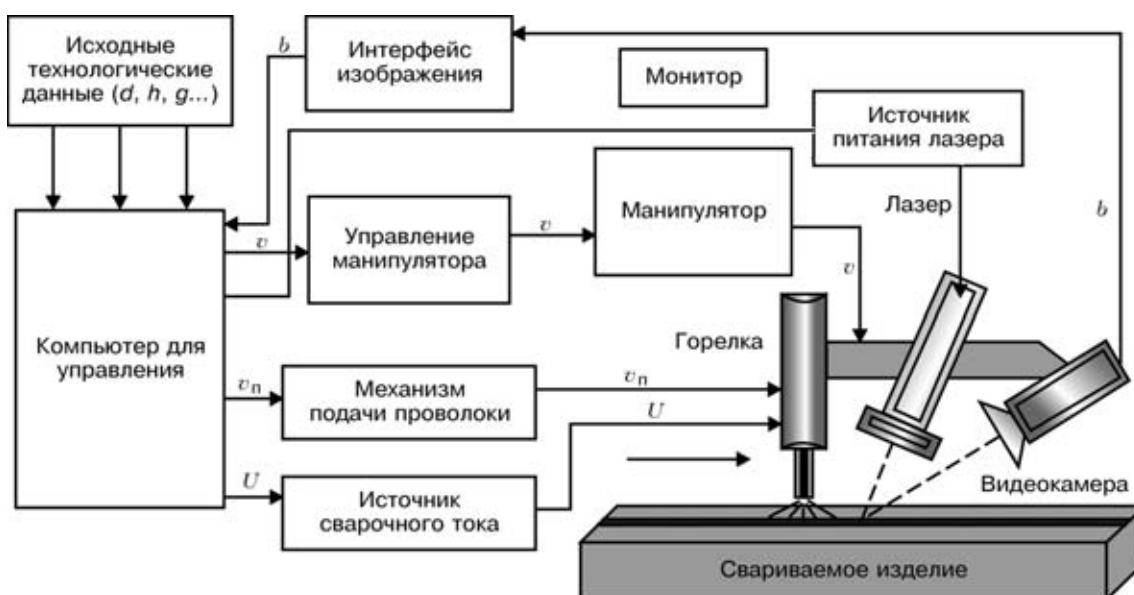 Исходные
технологические
данные (d, h, g...)
b
Интерфейс
изображения
Монитор
Источник
питания лазера
Лазер
b
Манипулятор
v
Управление
манипулятора
v
v
Компьютер для
управления
Горелка
vп
Механизм
подачи проволоки
vп
U
U
Источник
сварочного тока
Видеокамера
Свариваемое изделие